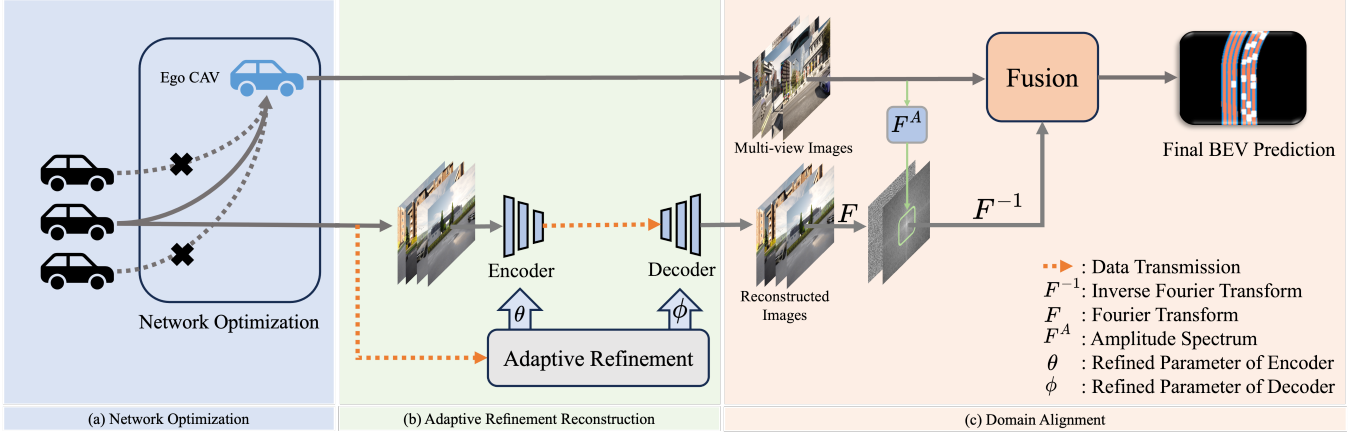 Ego CAV
Network Optimization
Encoder
Decoder
θ
ϕ
Adaptive Refinement
Multi-view Images
F^A
Reconstructed
Images
F
F^{-1}
Fusion
Final BEV Prediction
: Data Transmission
F^{-1}: Inverse Fourier Transform
F : Fourier Transform
F^A : Amplitude Spectrum
θ : Refined Parameter of Encoder
ϕ : Refined Parameter of Decoder
(a) Network Optimization
(b) Adaptive Refinement Reconstruction
(c) Domain Alignment